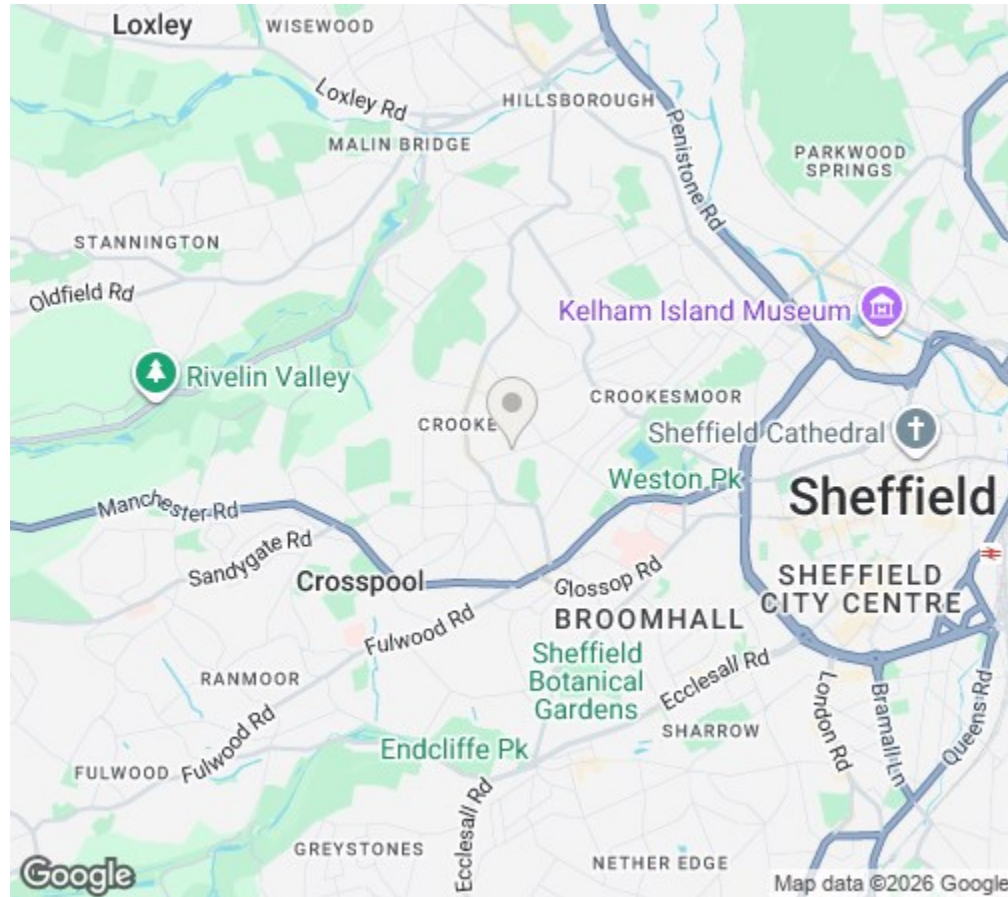 Loxley
WISEWOOD
Loxley Rd
HILLSBOROUGH
MALIN BRIDGE
Penistone Rd
PARKWOOD
SPRINGS
STANNINGTON
Oldfield Rd
Kelham Island Museum
Rivelin Valley
CROOKE
CROOKESMOOR
Sheffield Cathedral
Weston Pk
Sheffield
Manchester Rd
Sandygate Rd
Crosspool
Glossop Rd
SHEFFIELD
CITY CENTRE
BROOMHALL
Fulwood Rd
Sheffield
Botanical
Gardens
Ecclesall Rd
RANMOOR
SHARROW
London Rd
Bramall Ln
Queens Rd
Fulwood Rd
Endcliffe Pk
FULWOOD
Ecclesall Rd
GREYSTONES
NETHER EDGE
Google
Map data ©2026 Google